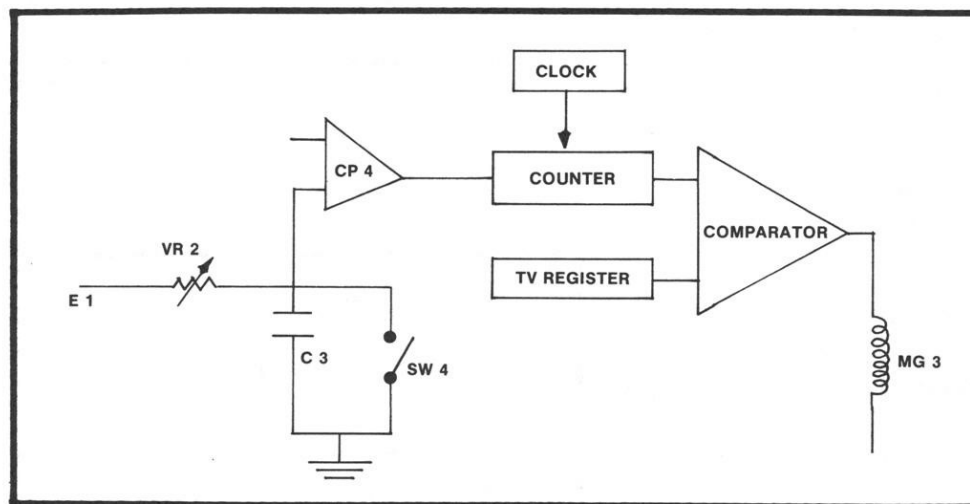 CLOCK
CP 4
COUNTER
COMPARATOR
VR 2
TV REGISTER
E 1
C 3
SW 4
MG 3